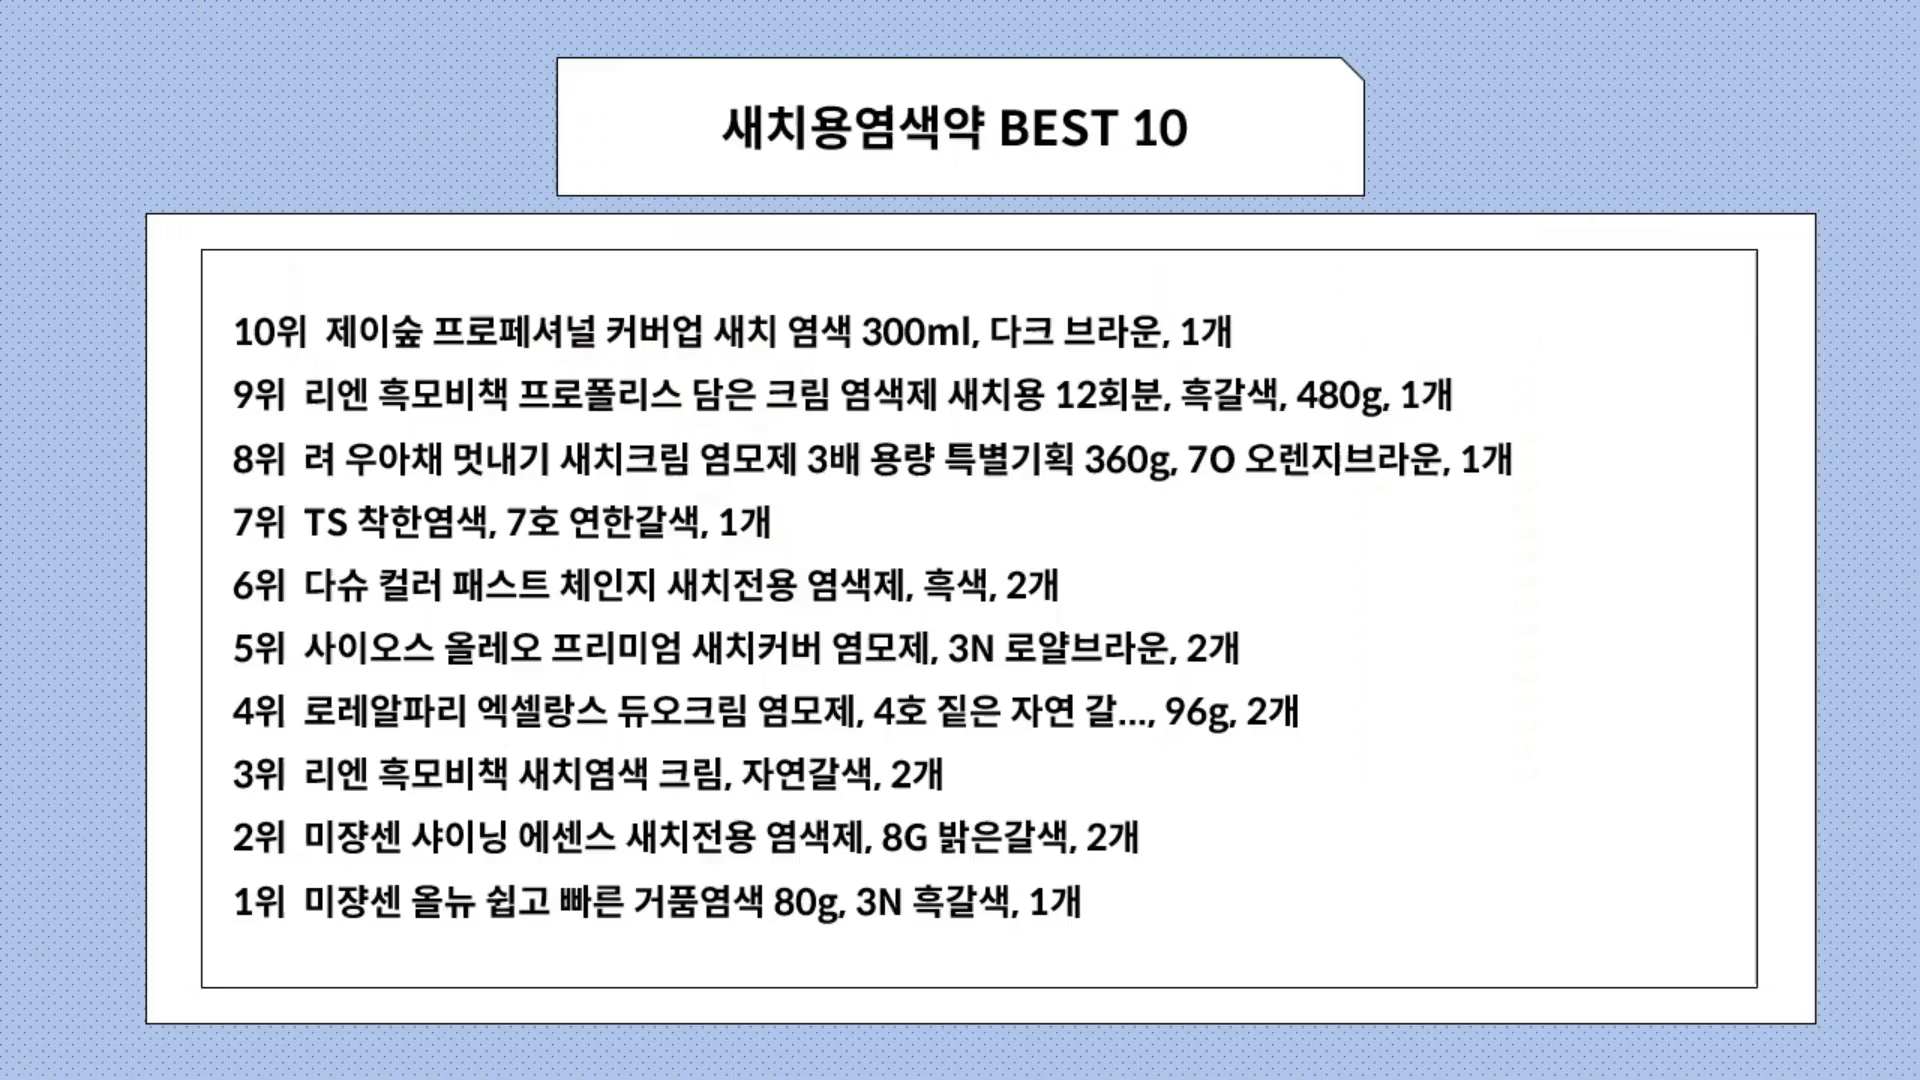 새치용염색약 BEST 10
10위 제이숲 프로페셔널 커버업 새치 염색 300ml, 다크 브라운, 1개
9위 리엔 흑모비책 프로폴리스 담은 크림 염색제 새치용 12회분, 흑갈색, 480g, 1개
8위 려 우아채 멋내기 새치크림 염모제 3배 용량 특별기획 360g, 7O 오렌지브라운, 1개
7위 TS 착한염색, 7호 연한갈색, 1개
6위 다슈 컬러 패스트 체인지 새치전용 염색제, 흑색, 2개
5위 사이오스 올레오 프리미엄 새치커버 염모제, 3N 로얄브라운, 2개
4위 로레알파리 엑셀랑스 듀오크림 염모제, 4호 짙은 자연 갈..., 96g, 2개
3위 리엔 흑모비책 새치염색 크림, 자연갈색, 2개
2위 미쟝센 샤이닝 에센스 새치전용 염색제, 8G 밝은갈색, 2개
1위 미쟝센 올뉴 쉽고 빠른 거품염색 80g, 3N 흑갈색, 1개